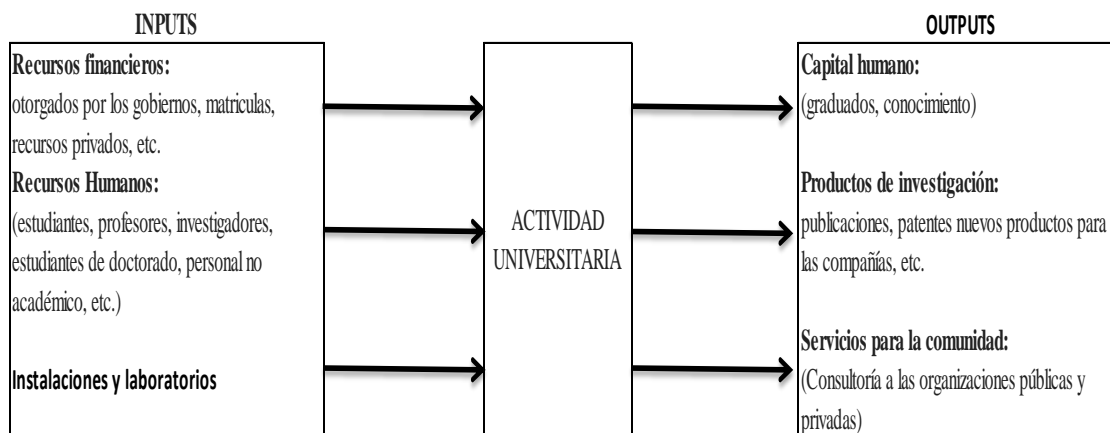 INPUTS
Recursos financieros:
otorgados por los gobiernos, matriculas,
recursos privados, etc.
Recursos Humanos:
(estudiantes, profesores, investigadores,
estudiantes de doctorado, personal no
académico, etc.)
Instalaciones y laboratorios
ACTIVIDAD
UNIVERSITARIA
OUTPUTS
Capital humano:
(graduados, conocimiento)
Productos de investigación:
publicaciones, patentes nuevos productos para
las compañías, etc.
Servicios para la comunidad:
(Consultoría a las organizaciones públicas y
privadas)